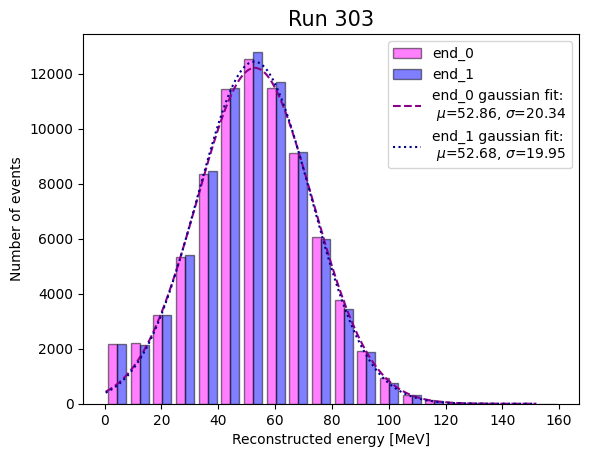 Run 303
end_0
end_1
end_0 gaussian fit:
μ=52.86, σ=20.34
end_1 gaussian fit:
μ=52.68, σ=19.95
Number of events
12000
10000
8000
6000
4000
2000
0
0 20 40 60 80 100 120 140 160
Reconstructed energy [MeV]